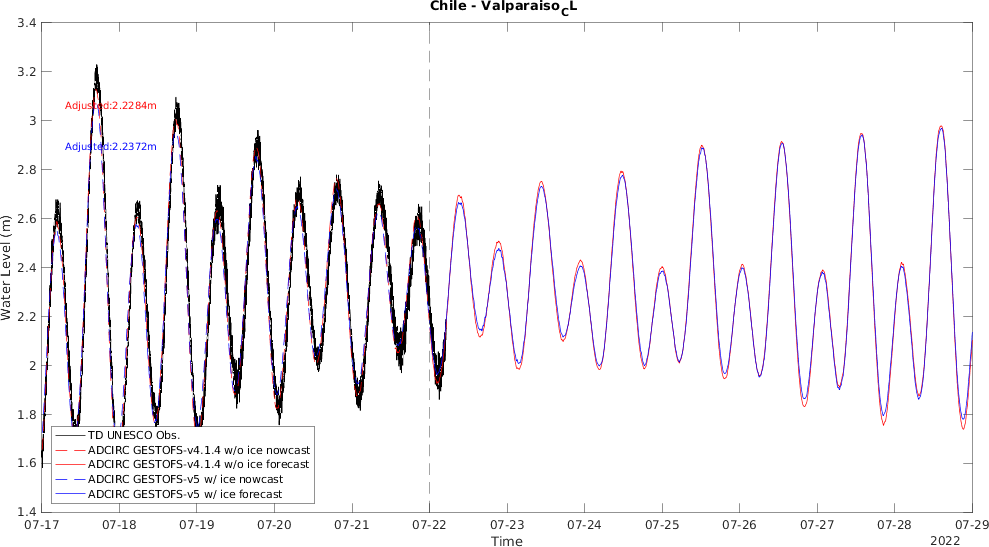 Chile - Valparaiso_CL
3.4
3.2
3
2.8
2.6
2.4
2.2
2
1.8
1.6
1.4
Water Level (m)
Adjusted:2.2284m
Adjusted:2.2372m
TD UNESCO Obs.
ADCIRC GESTOFS-v4.1.4 w/o ice nowcast
ADCIRC GESTOFS-v4.1.4 w/o ice forecast
ADCIRC GESTOFS-v5 w/ ice nowcast
ADCIRC GESTOFS-v5 w/ ice forecast
07-17 07-18 07-19 07-20 07-21 07-22 07-23 07-24 07-25 07-26 07-27 07-28 07-29
Time
2022